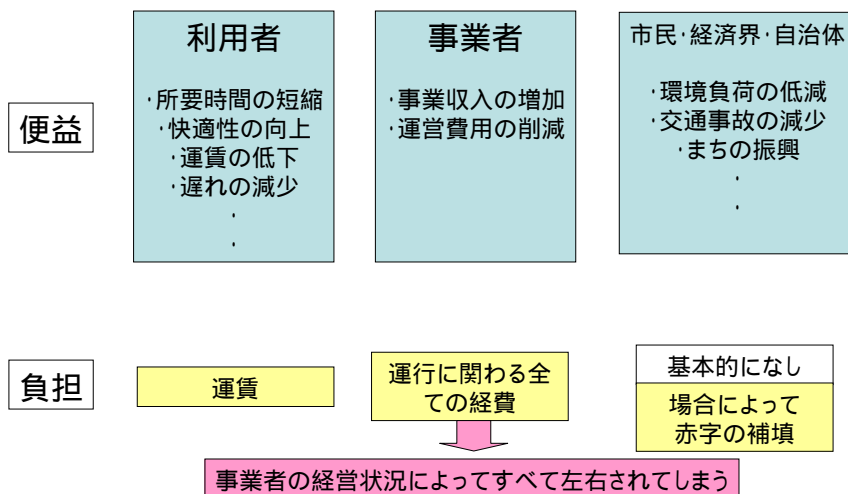 利用者
・所要時間の短縮
・快適性の向上
・運賃の低下
・遅れの減少
・
・
事業者
・事業収入の増加
・運営費用の削減
市民・経済界・自治体
・環境負荷の低減
・交通事故の減少
・まちの振興
・
・
便益
負担
運賃
運行に関わる全
ての経費
基本的になし
場合によって
赤字の補填
事業者の経営状況によってすべて左右されてしまう